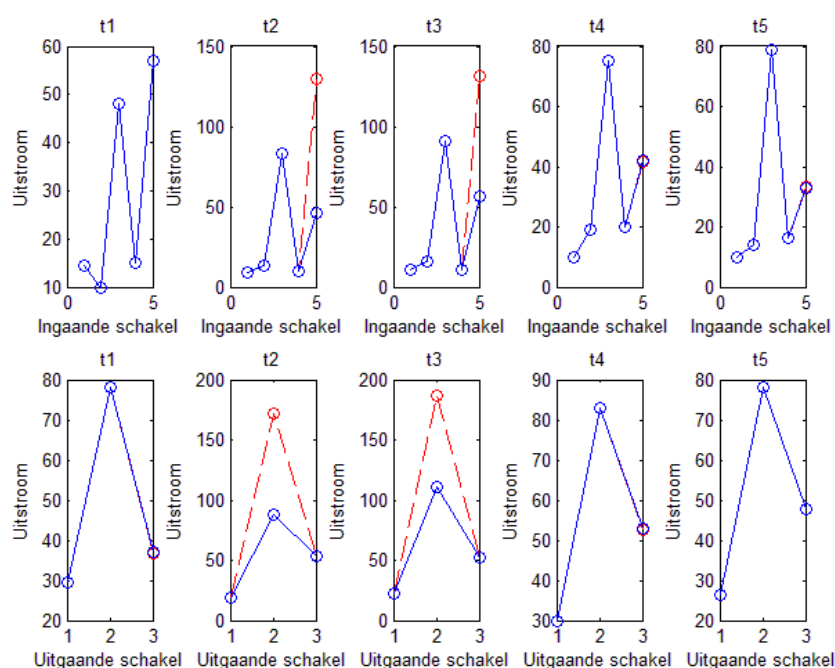 t1 t2 t3 t4 t5
60 150 150 80 80
50
40 100 100 60 60
30 40 40
20 50 50 20 20
10 0 0 0 0
Uitstroom Uitstroom Uitstroom Uitstroom Uitstroom
0 5 0 5 0 5 0 5 0 5
Ingaande schakel Ingaande schakel Ingaande schakel Ingaande schakel Ingaande schakel
t1 t2 t3 t4 t5
80 200 200 90 80
70 150 150 80 70
60 70 60
50 100 100 60 50
40 50 50 50 40
30 40 30
20 0 0 30 20
Uitstroom Uitstroom Uitstroom Uitstroom Uitstroom
1 2 3 1 2 3 1 2 3 1 2 3 1 2 3
Uitgaande schakel Uitgaande schakel Uitgaande schakel Uitgaande schakel Uitgaande schakel